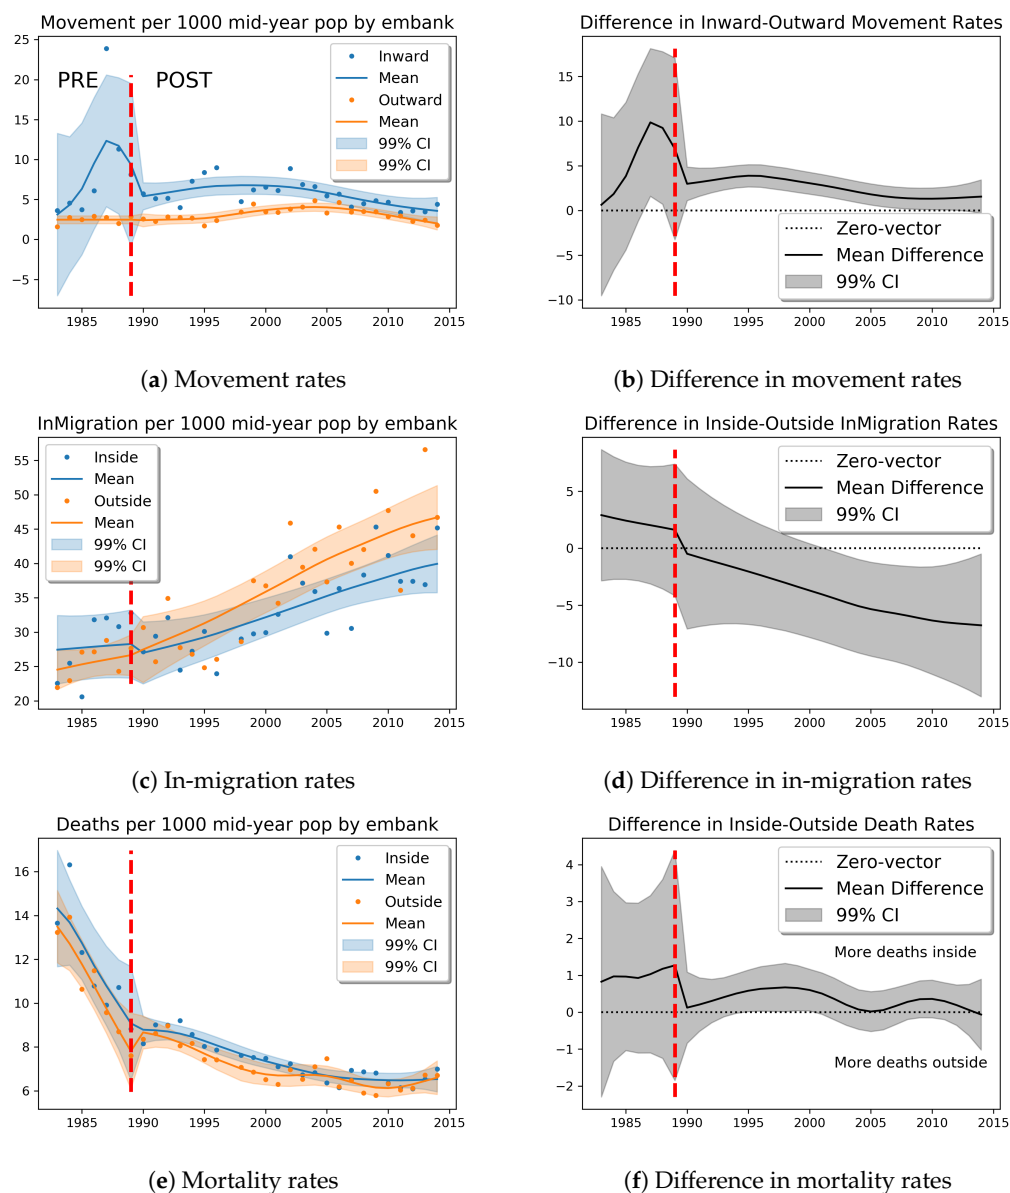 Movement per 1000 mid-year pop by embank
25
20
15
10
5
0
−5
PRE
POST
Inward
Mean
Outward
Mean
99% CI
99% CI
1985 1990 1995 2000 2005 2010 2015
(a) Movement rates
Difference in Inward-Outward Movement Rates
15
10
5
0
−5
−10
Zero-vector
Mean Difference
99% CI
1985 1990 1995 2000 2005 2010 2015
(b) Difference in movement rates
InMigration per 1000 mid-year pop by embank
55
50
45
40
35
30
25
20
Inside
Mean
Outside
Mean
99% CI
99% CI
1985 1990 1995 2000 2005 2010 2015
(c) In-migration rates
Difference in Inside-Outside InMigration Rates
5
0
−5
−10
Zero-vector
Mean Difference
99% CI
1985 1990 1995 2000 2005 2010 2015
(d) Difference in in-migration rates
Deaths per 1000 mid-year pop by embank
16
14
12
10
8
6
Inside
Mean
Outside
Mean
99% CI
99% CI
1985 1990 1995 2000 2005 2010 2015
(e) Mortality rates
Difference in Inside-Outside Death Rates
4
3
2
1
0
−1
−2
Zero-vector
Mean Difference
99% CI
More deaths inside
More deaths outside
1985 1990 1995 2000 2005 2010 2015
(f) Difference in mortality rates